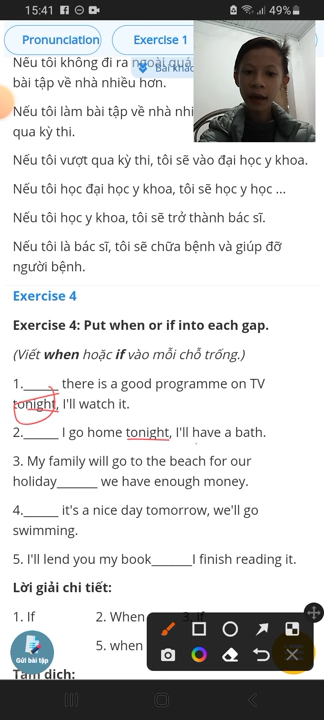 15:41 49%
Pronunciation Exercise 1
Nếu tôi không đi ra ngoài quá
Bài khác
bài tập về nhà nhiều hơn.
Nếu tôi làm bài tập về nhà nhi
qua kỳ thi.
Nếu tôi vượt qua kỳ thi, tôi sẽ vào đại học y khoa.
Nếu tôi học đại học y khoa, tôi sẽ học y học ...
Nếu tôi học y khoa, tôi sẽ trở thành bác sĩ.
Nếu tôi là bác sĩ, tôi sẽ chữa bệnh và giúp đỡ
người bệnh.
Exercise 4
Exercise 4: Put when or if into each gap.
(Viết when hoặc if vào mỗi chỗ trống.)
1.______ there is a good programme on TV
tonight, I'll watch it.
2.______ I go home tonight, I'll have a bath.
3. My family will go to the beach for our
holiday_______ we have enough money.
4.______ it's a nice day tomorrow, we'll go
swimming.
5. I'll lend you my book_______I finish reading it.
Lời giải chi tiết:
1. If 2. When 3. If
5. when
Gửi bài tập
Tạm dịch: